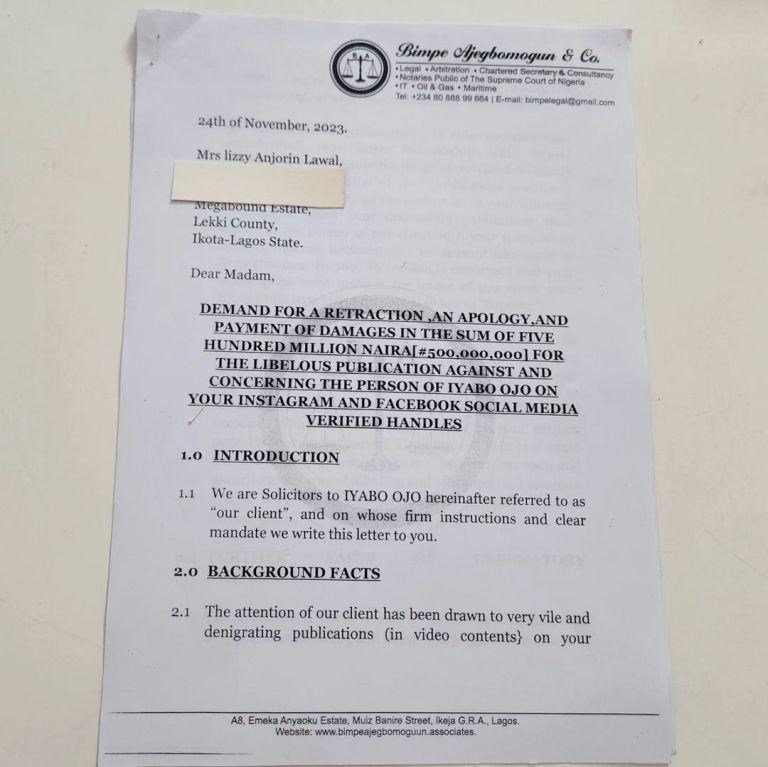 B A
Bimpe Ajegbomogun & Co.
• Legal • Arbitration • Chartered Secretary & Consultancy
• Notaries Public of The Supreme Court of Nigeria
• IT • Oil & Gas • Maritime
Tel: +234 80 888 99 664 | E-mail: bimpelegal@gmail.com
24th of November, 2023.
Mrs lizzy Anjorin Lawal,
Megabound Estate,
Lekki County,
Ikota-Lagos State.
Dear Madam,
DEMAND FOR A RETRACTION ,AN APOLOGY,AND
PAYMENT OF DAMAGES IN THE SUM OF FIVE
HUNDRED MILLION NAIRA[#500,000,000] FOR
THE LIBELOUS PUBLICATION AGAINST AND
CONCERNING THE PERSON OF IYABO OJO ON
YOUR INSTAGRAM AND FACEBOOK SOCIAL MEDIA
VERIFIED HANDLES
1.0 INTRODUCTION
1.1 We are Solicitors to IYABO OJO hereinafter referred to as
“our client”, and on whose firm instructions and clear
mandate we write this letter to you.
2.0 BACKGROUND FACTS
2.1 The attention of our client has been drawn to very vile and
denigrating publications (in video contents} on your
A8, Emeka Anyaoku Estate, Muiz Banire Street, Ikeja G.R.A., Lagos.
Website: www.bimpeajegbomoguun.associates.